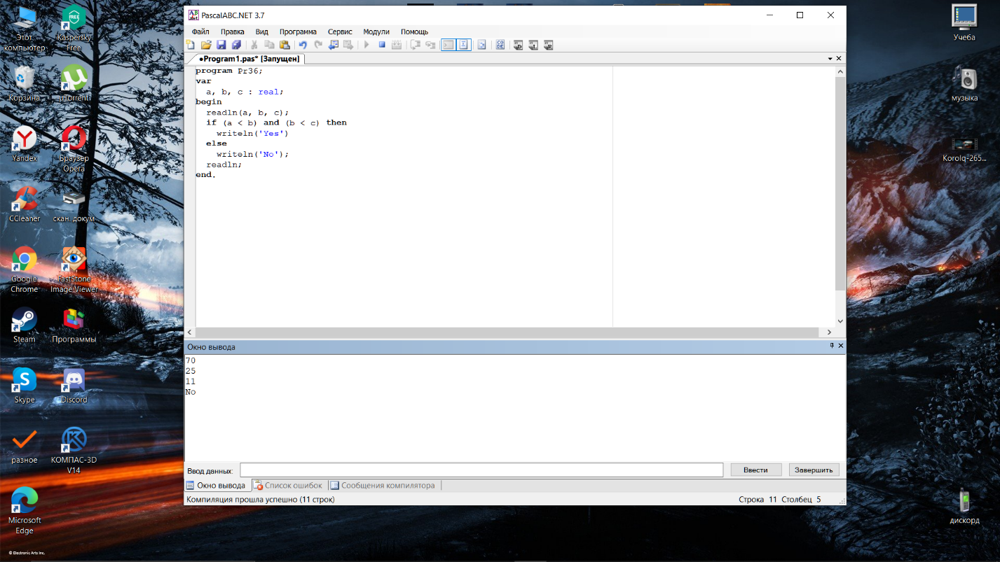 Этот компьютер
Kaspersky Free
Корзина
µTorrent
Yandex
Браузер Opera
CCleaner
скан. докум
Google Chrome
FastStone Image Viewer
Steam
Программы
Skype
Discord
разное
КОМПАС-3D V14
Microsoft Edge
© Electronic Arts Inc.
PascalABC.NET 3.7
Файл Правка Вид Программа Сервис Модули Помощь
●Program1.pas* [Запущен]
program Pr36;
var
  a, b, c : real;
begin
  readln(a, b, c);
  if (a < b) and (b < c) then
    writeln('Yes')
  else
    writeln('No');
  readln;
end.
Окно вывода
70
25
11
No
Ввод данных:
Ввести
Завершить
Окно вывода
Список ошибок
Сообщения компилятора
Компиляция прошла успешно (11 строк)
Строка 11 Столбец 5
Учеба
музыка
Korolq-265...
дискорд